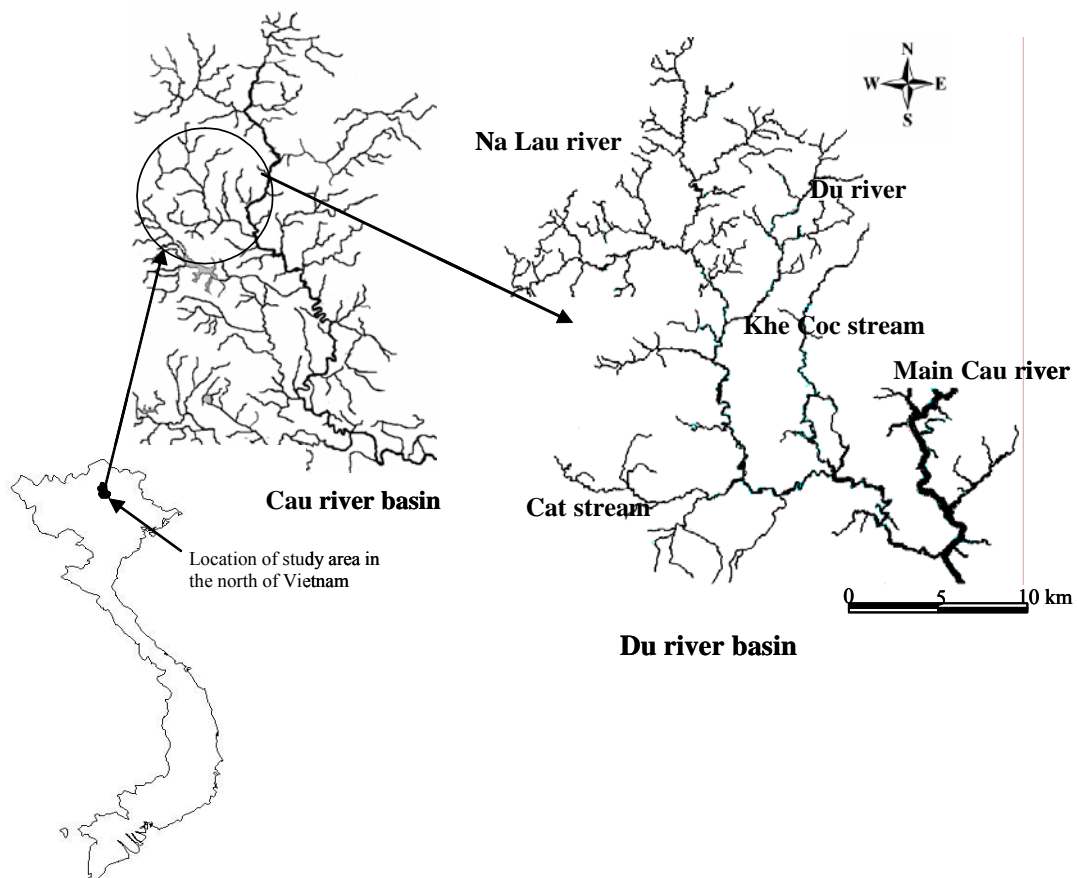 N
W E
S
Na Lau river
Du river
Khe Coc stream
Main Cau river
Cau river basin
Cat stream
Location of study area in
the north of Vietnam
0 5 10 km
Du river basin